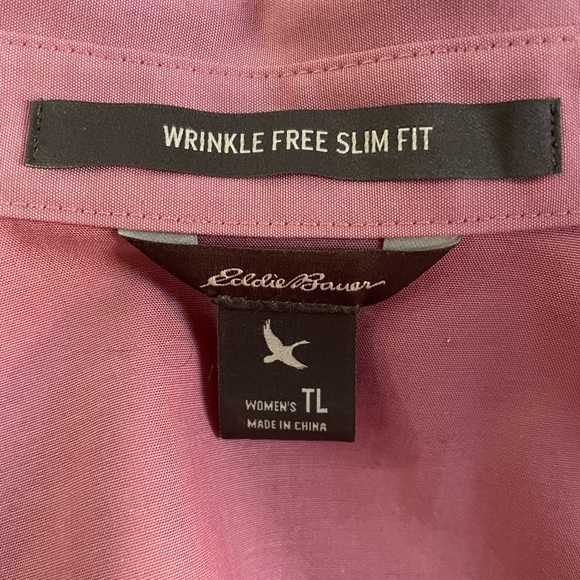 WRINKLE FREE SLIM FIT
Eddie Bauer
WOMEN'S TL
MADE IN CHINA